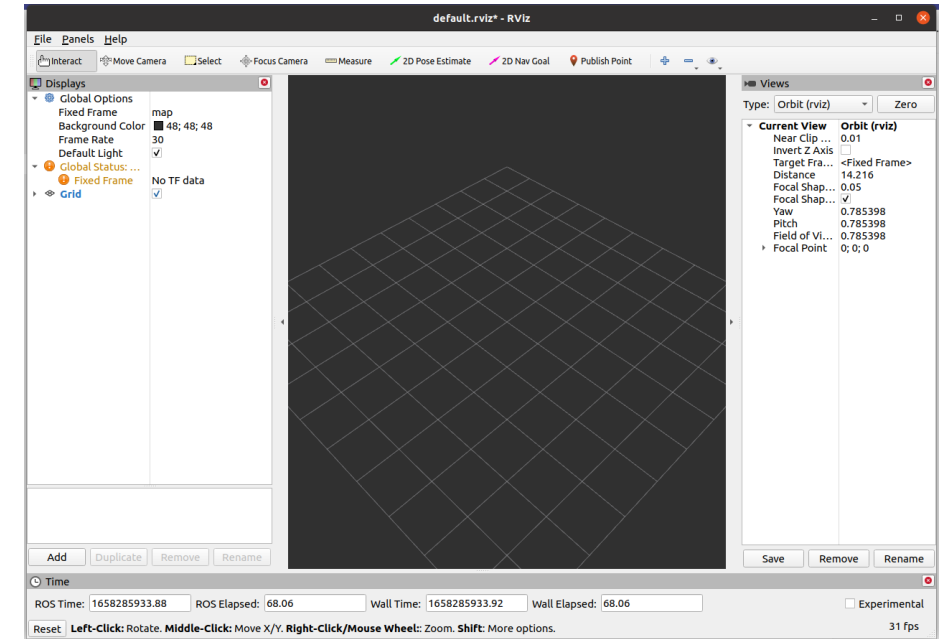 default.rviz* - RViz
File Panels Help
Interact Move Camera Select Focus Camera Measure 2D Pose Estimate 2D Nav Goal Publish Point
Displays
Global Options
Fixed Frame map
Background Color 48; 48; 48
Frame Rate 30
Default Light
Global Status: ...
Fixed Frame No TF data
Grid
Add Duplicate Remove Rename
Views
Type: Orbit (rviz) Zero
Current View Orbit (rviz)
Near Clip ... 0.01
Invert Z Axis
Target Fra... <Fixed Frame>
Distance 14.216
Focal Shap... 0.05
Focal Shap...
Yaw 0.785398
Pitch 0.785398
Field of Vi... 0.785398
Focal Point 0; 0; 0
Save Remove Rename
Time
ROS Time: 1658285933.88 ROS Elapsed: 68.06 Wall Time: 1658285933.92 Wall Elapsed: 68.06 Experimental
Reset Left-Click: Rotate. Middle-Click: Move X/Y. Right-Click/Mouse Wheel:: Zoom. Shift: More options. 31 fps